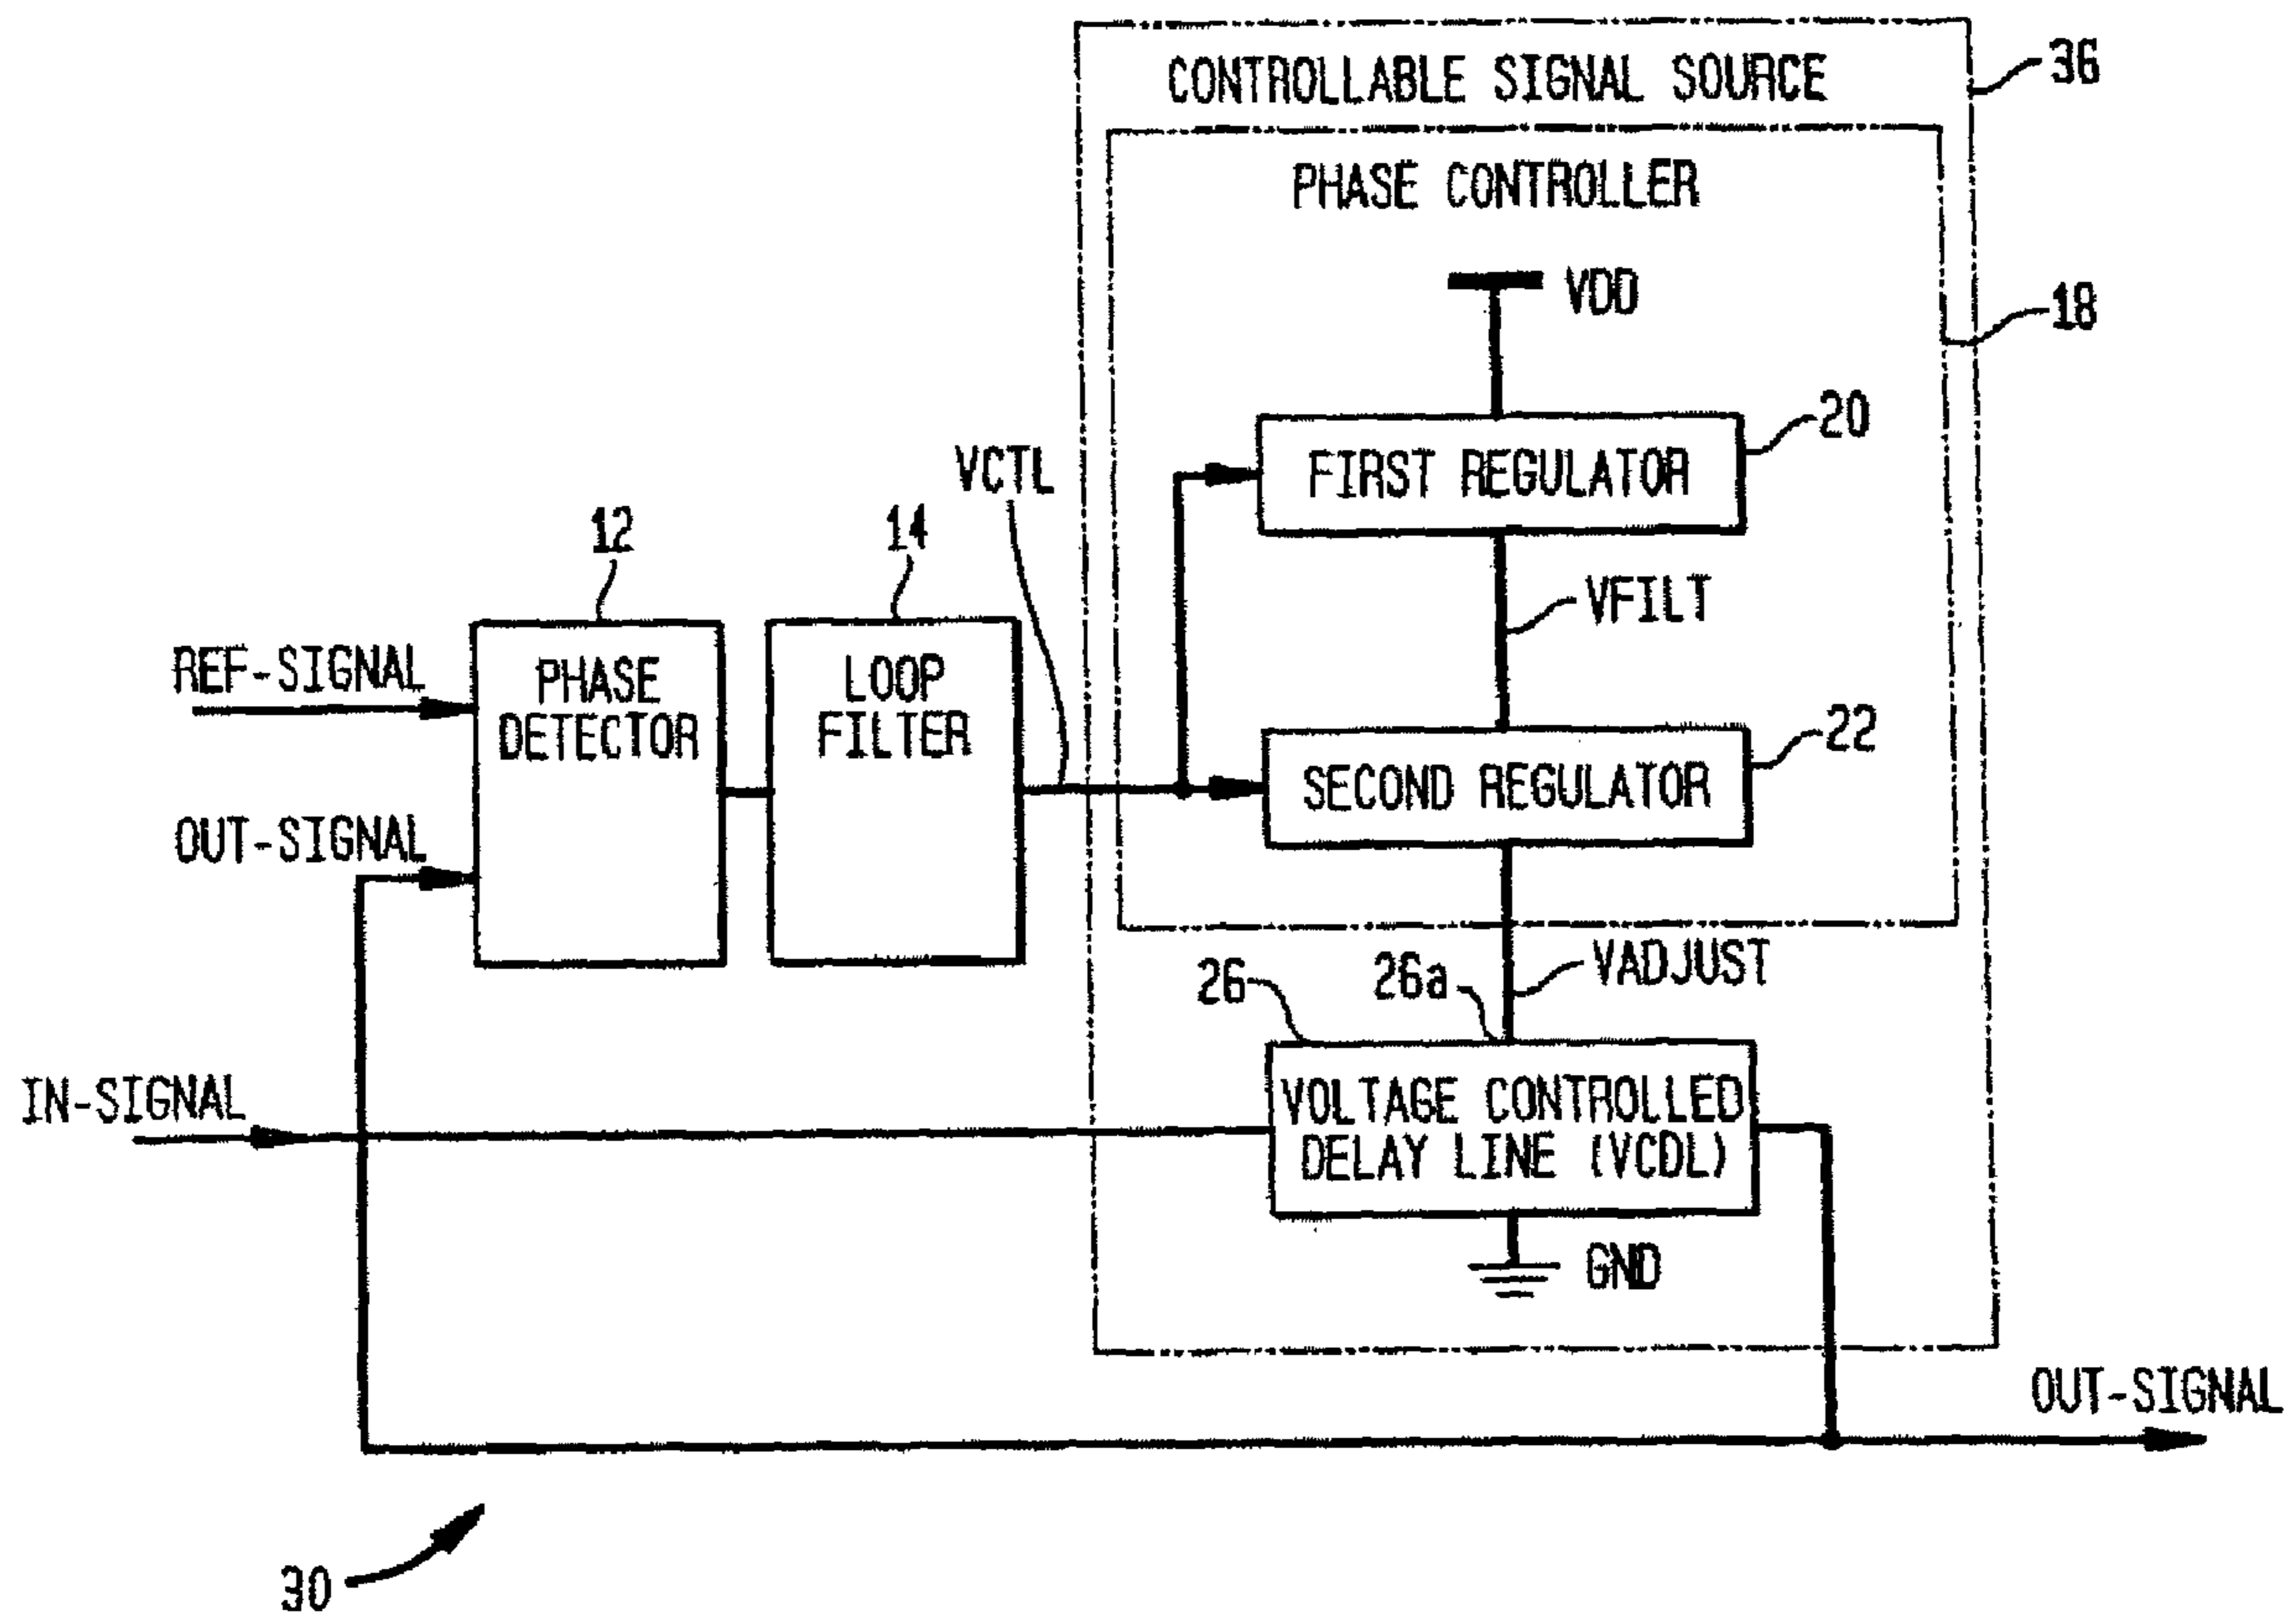 CONTROLLABLE SIGNAL SOURCE
36
PHASE CONTROLLER
VDD
18
20
FIRST REGULATOR
VCTL
12
14
VFILT
REF-SIGNAL
PHASE
DETECTOR
LOOP
FILTER
22
SECOND REGULATOR
OUT-SIGNAL
26
26a
VADJUST
IN-SIGNAL
VOLTAGE CONTROLLED
DELAY LINE (VCDL)
GND
OUT-SIGNAL
30